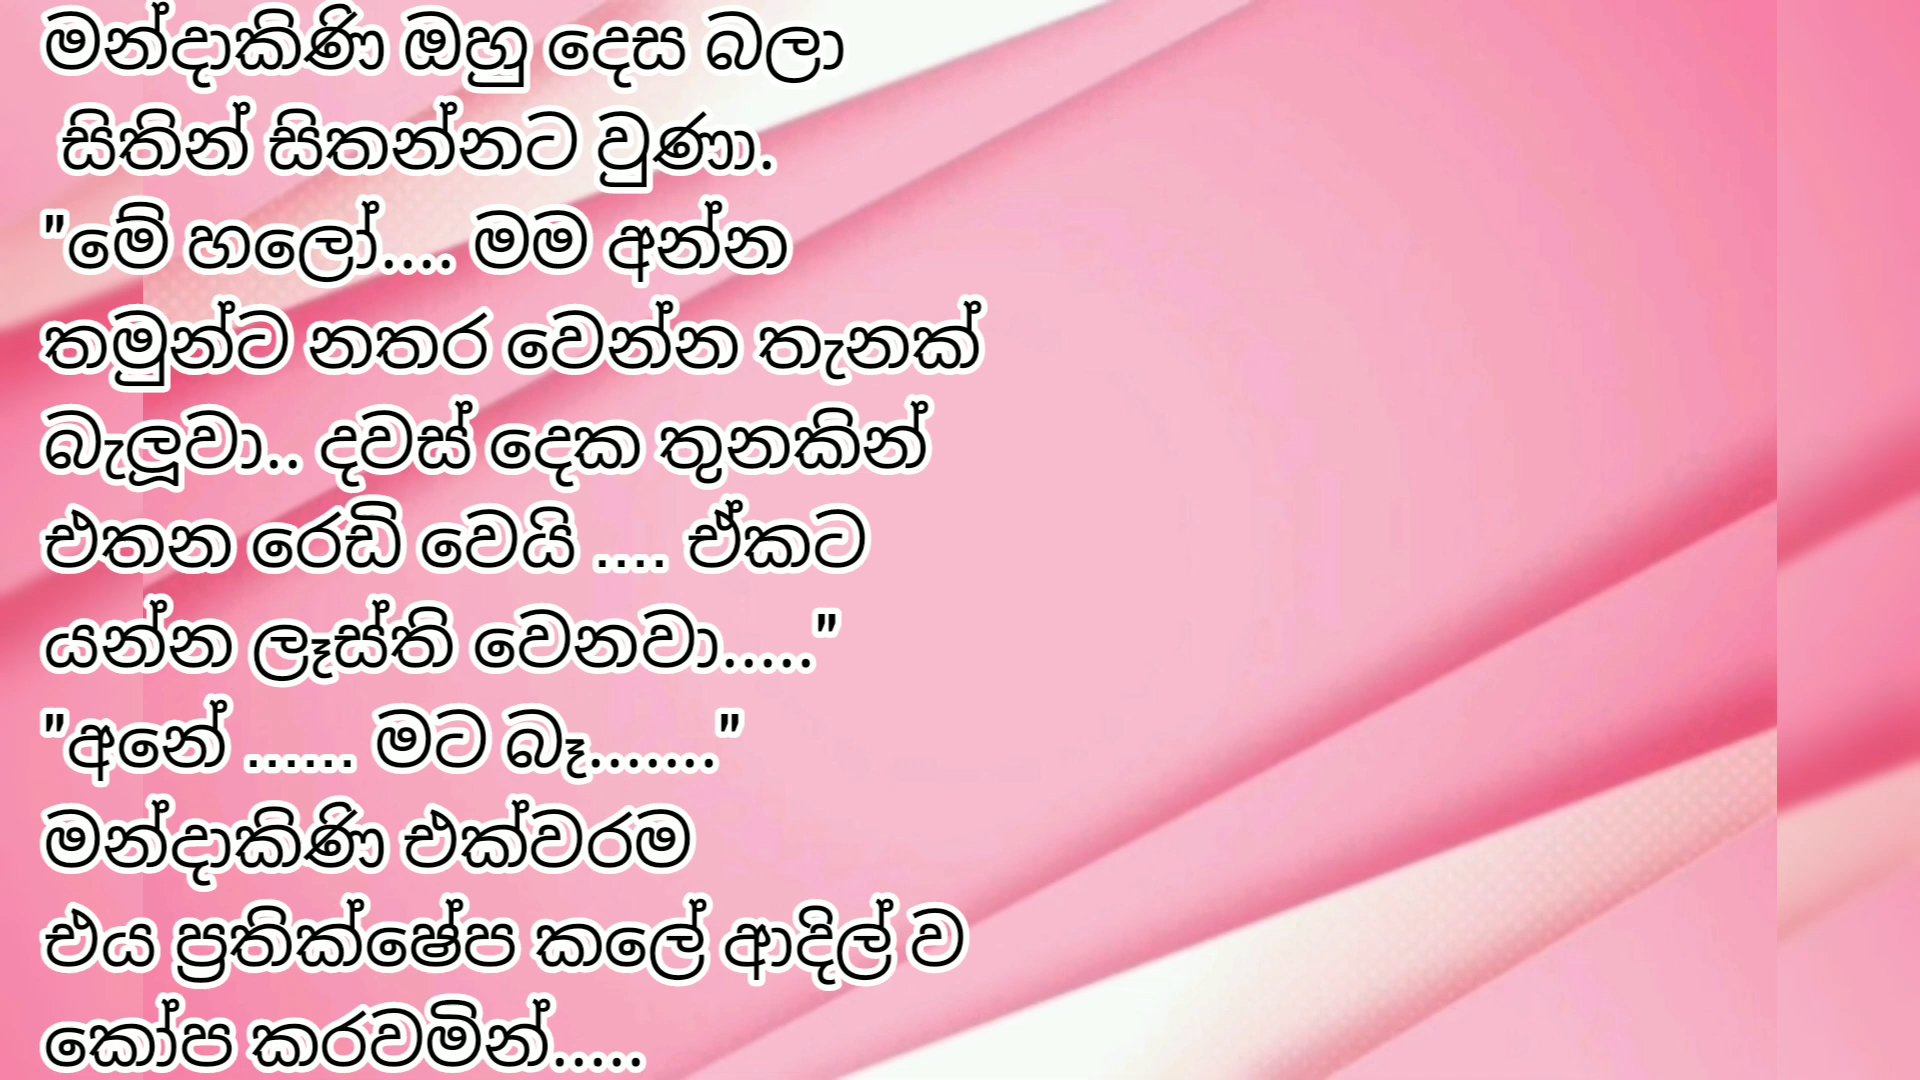 මන්දාකිණි ඔහු දෙස බලා
සිතින් සිතන්නට වුණා.
"මේ හලෝ.... මම අන්න
තමුන්ට නතර වෙන්න තැනක්
බැලුවා.. දවස් දෙක තුනකින්
එතන රෙඩි වෙයි .... ඒකට
යන්න ලෑස්ති වෙනවා....."
"අනේ ...... මට බෑ......."
මන්දාකිණි එක්වරම
එය ප්‍රතික්ෂේප කලේ ආදිල් ව
කෝප කරවමින්.....